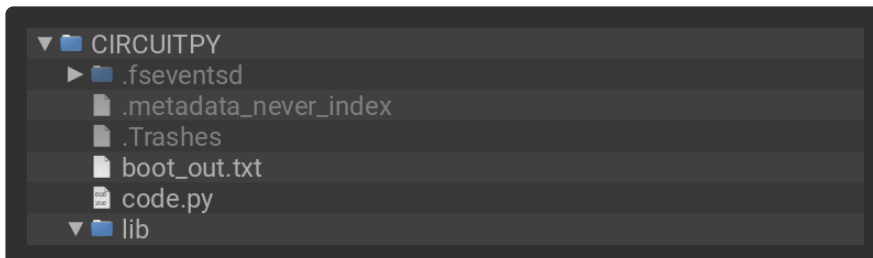 CIRCUITPY
.fseventsd
.metadata_never_index
.Trashes
boot_out.txt
code.py
lib